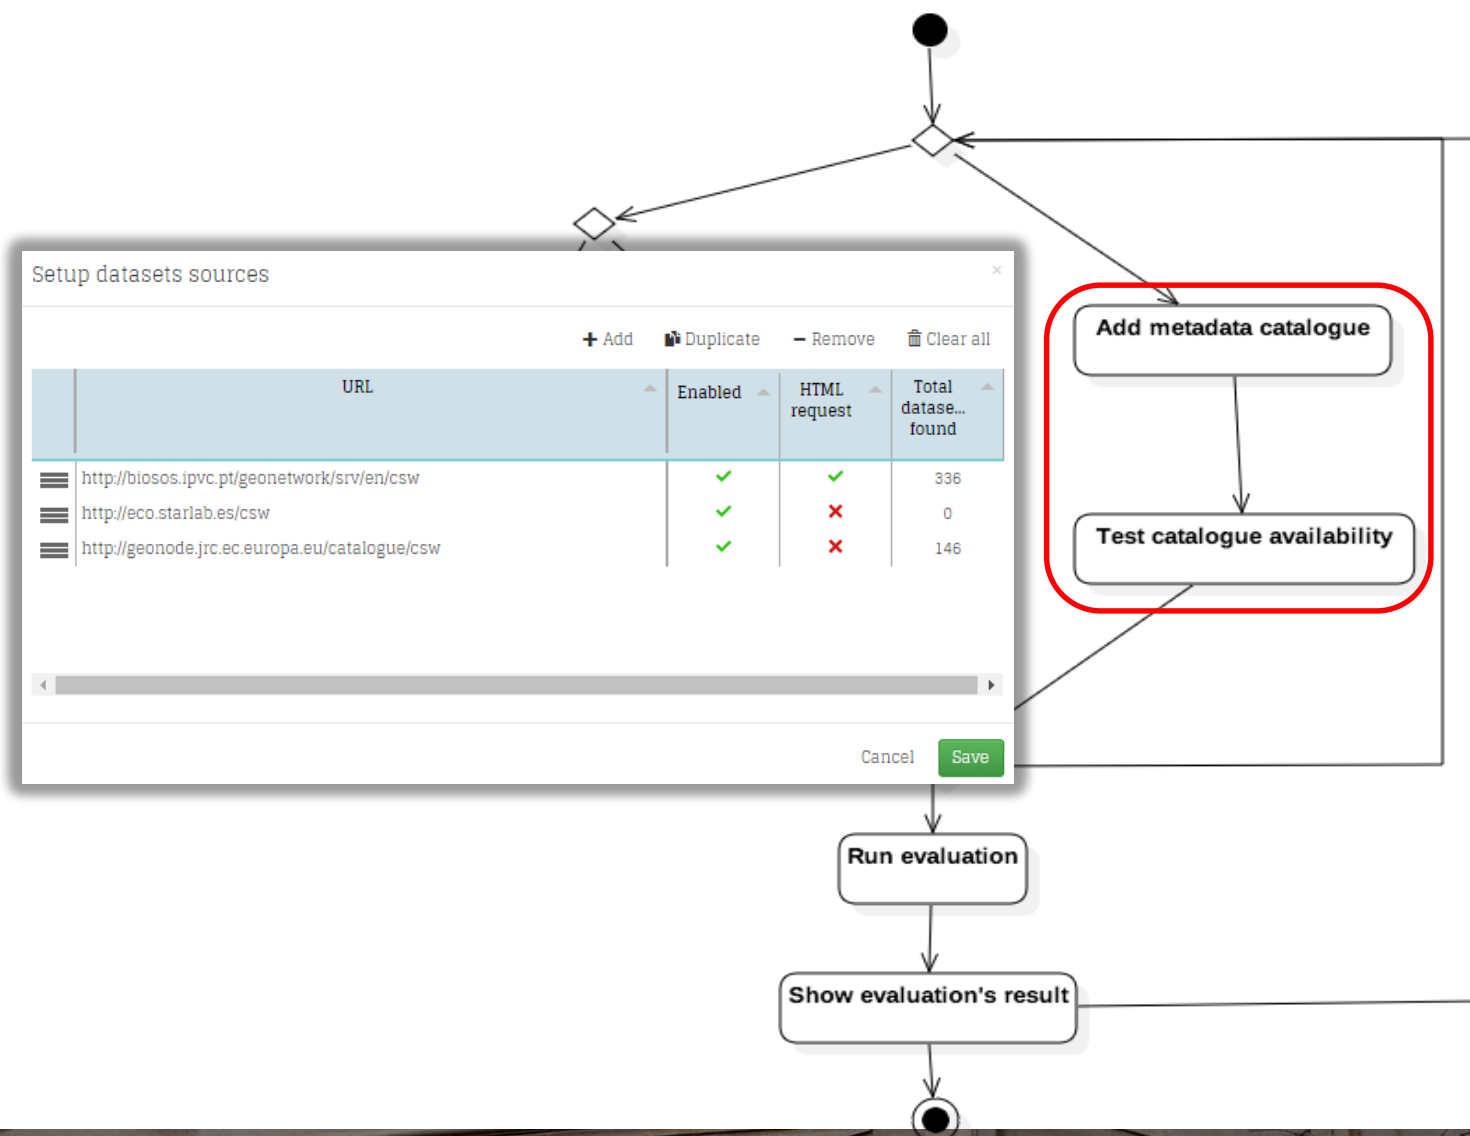 Setup datasets sources
×
Add Duplicate Remove Clear all
URL Enabled HTML request Total datase... found
http://biosos.ipvc.pt/geonetwork/srv/en/csw 336
http://eco.starlab.es/csw 0
http://geonode.jrc.ec.europa.eu/catalogue/csw 146
Cancel Save
Add metadata catalogue
Test catalogue availability
Run evaluation
Show evaluation's result